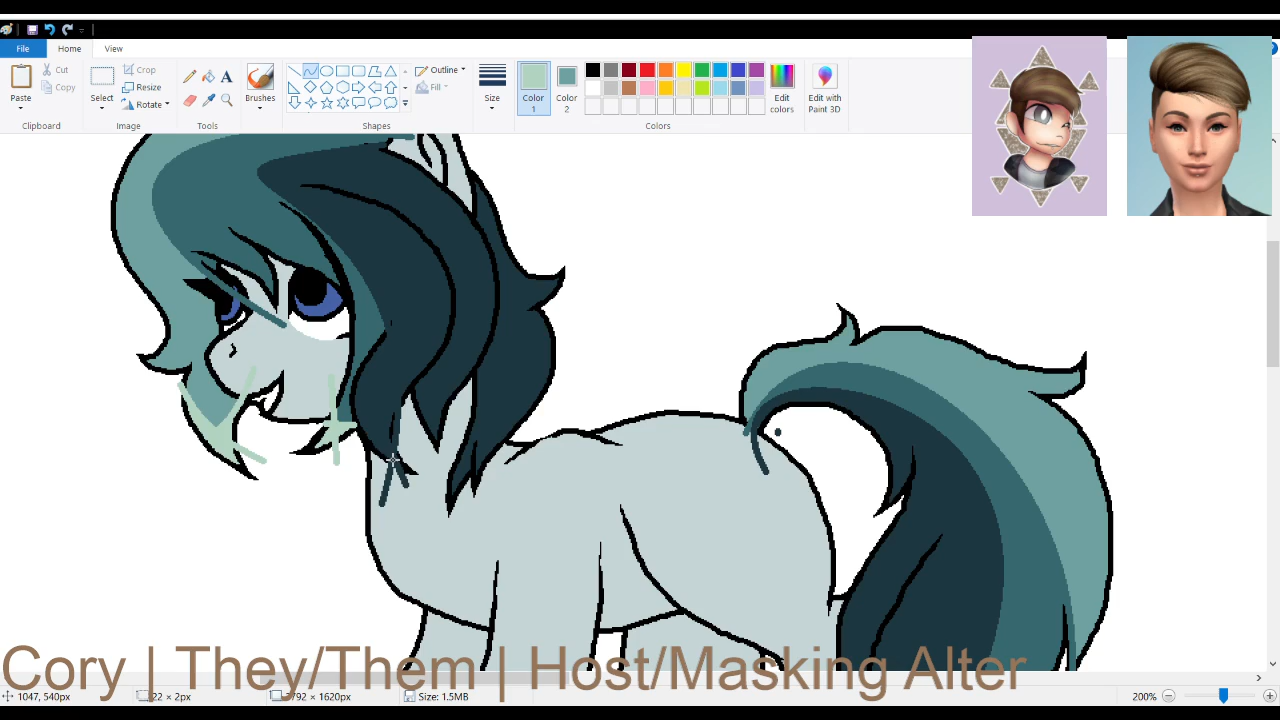 File Home View
Paste
Cut
Copy
Select
Crop
Resize
Rotate
A
Brushes
Outline
Fill
Size
Color
1
Color
2
Edit
colors
Edit with
Paint 3D
Clipboard Image Tools Shapes Colors
Cory | They/Them | Host/Masking Alter
1047, 540px 22 × 2px × 1620px Size: 1.5MB 200%